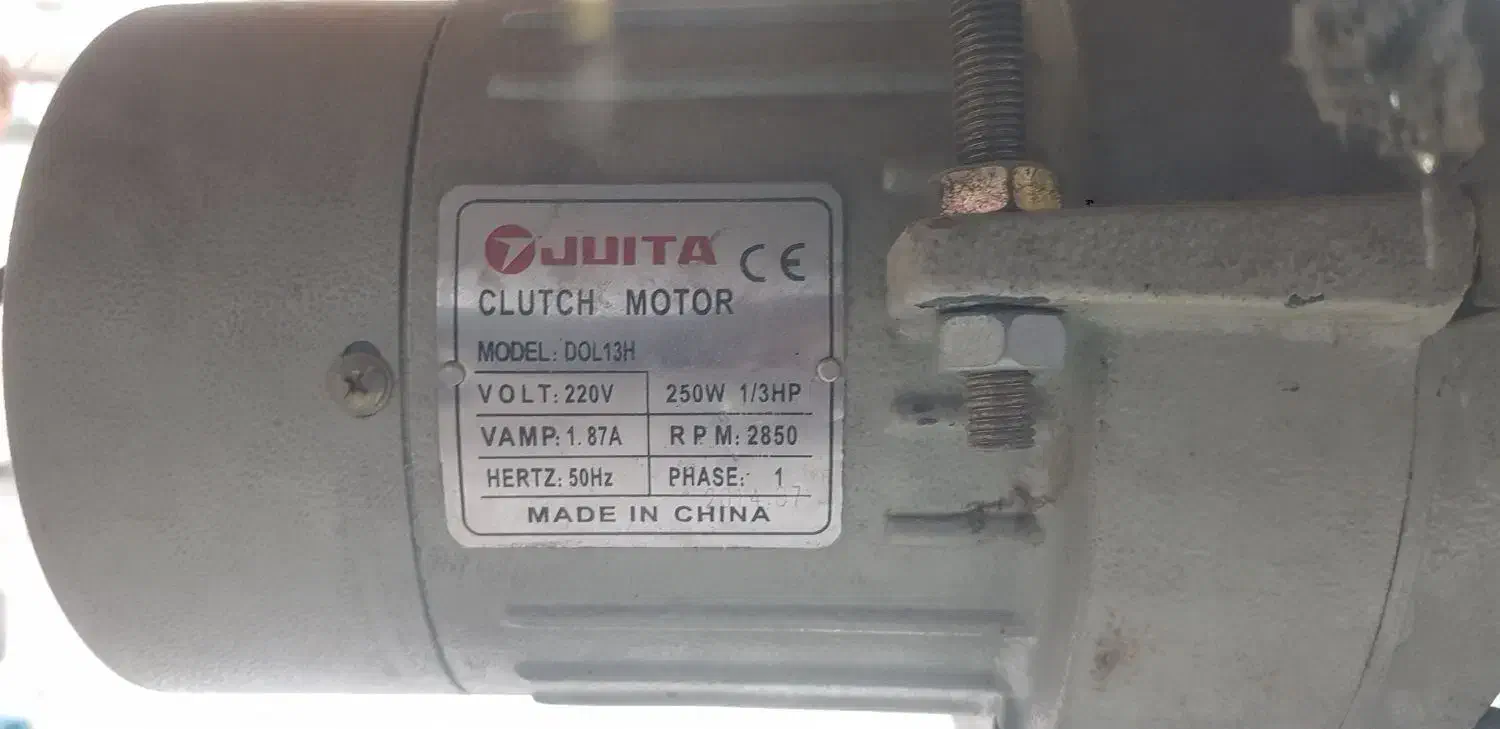 JUITA CE
CLUTCH MOTOR
MODEL: DOL13H
VOLT: 220V 250W 1/3HP
VAMP: 1.87A RPM: 2850
HERTZ: 50Hz PHASE: 1
MADE IN CHINA